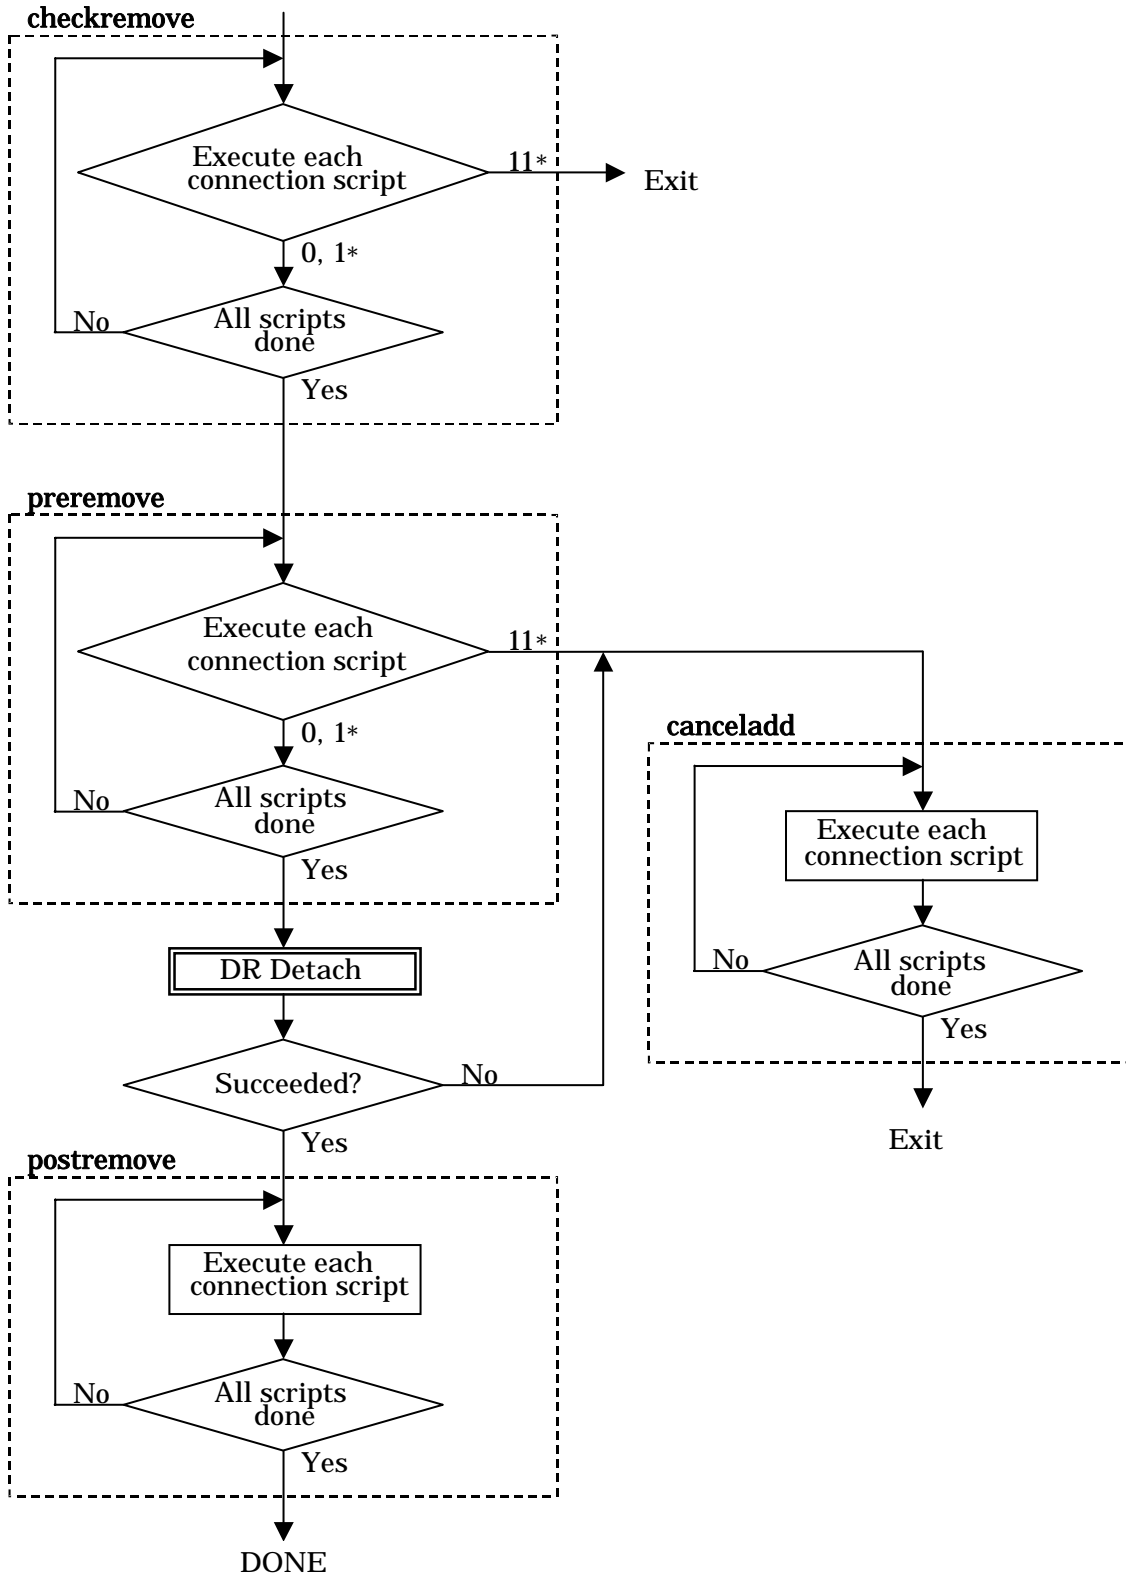 checkremove
Execute each
connection script
11*
Exit
0, 1*
All scripts
done
No
Yes
preremove
Execute each
connection script
11*
0, 1*
All scripts
done
No
Yes
canceladd
Execute each
connection script
All scripts
done
No
Yes
Exit
DR Detach
Succeeded?
No
Yes
postremove
Execute each
connection script
All scripts
done
No
Yes
DONE